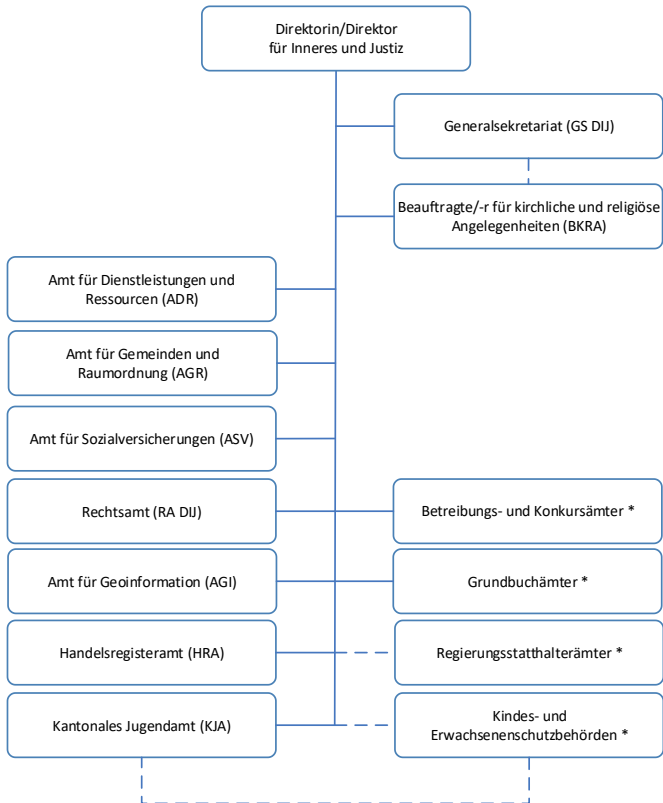 Direktorin/Direktor
für Inneres und Justiz
Generalsekretariat (GS DIJ)
Beauftragte/-r für kirchliche und religiöse
Angelegenheiten (BKRA)
Amt für Dienstleistungen und
Ressourcen (ADR)
Amt für Gemeinden und
Raumordnung (AGR)
Amt für Sozialversicherungen (ASV)
Rechtsamt (RA DIJ)
Betreibungs- und Konkursämter *
Amt für Geoinformation (AGI)
Grundbuchämter *
Handelsregisteramt (HRA)
Regierungsstatthalterämter *
Kantonales Jugendamt (KJA)
Kindes- und
Erwachsenenschutzbehörden *